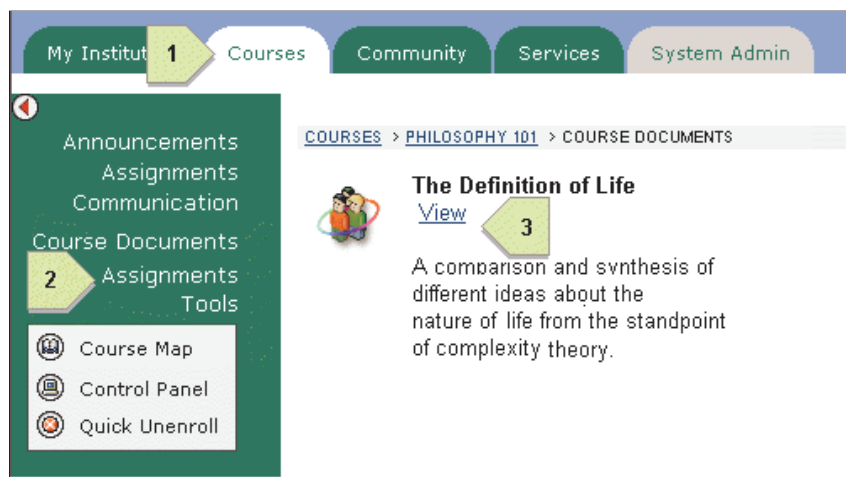 My Institut 1 Courses Community Services System Admin
COURSES > PHILOSOPHY 101 > COURSE DOCUMENTS
Announcements
Assignments
Communication
Course Documents
2 Assignments
Tools
Course Map
Control Panel
Quick Unenroll
The Definition of Life
View 3
A comparison and synthesis of
different ideas about the
nature of life from the standpoint
of complexity theory.